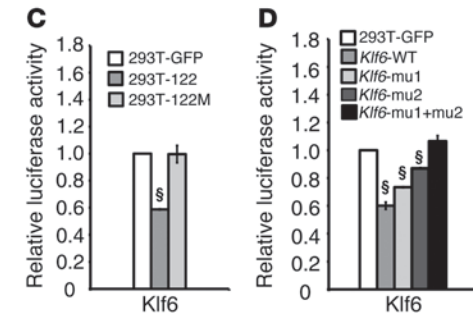 C
Relative luciferase activity
1.8
1.6
1.4
1.2
1.0
0.8
0.6
0.4
0.2
0
293T-GFP
293T-122
293T-122M
§
Klf6
D
Relative luciferase activity
1.8
1.6
1.4
1.2
1.0
0.8
0.6
0.4
0.2
0
293T-GFP
Klf6-WT
Klf6-mu1
Klf6-mu2
Klf6-mu1+mu2
§ § §
Klf6